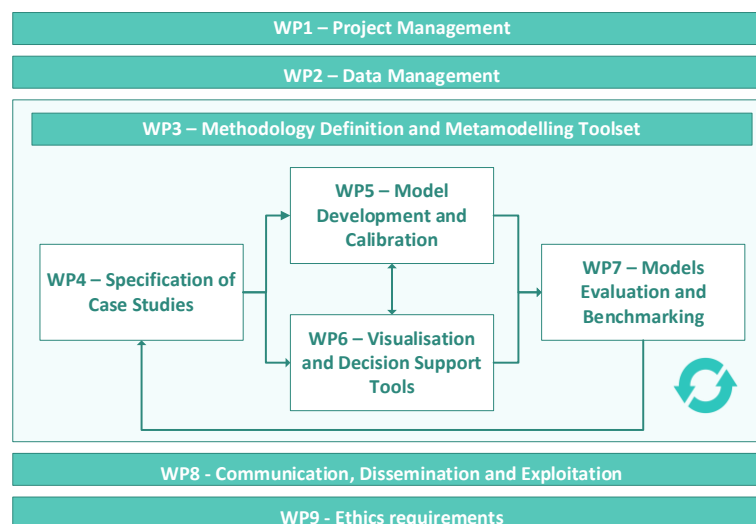 WP1 – Project Management
WP2 – Data Management
WP3 – Methodology Definition and Metamodelling Toolset
WP5 – Model
Development and
Calibration
WP4 – Specification of
Case Studies
WP7 – Models
Evaluation and
Benchmarking
WP6 – Visualisation
and Decision Support
Tools
WP8 - Communication, Dissemination and Exploitation
WP9 - Ethics requirements